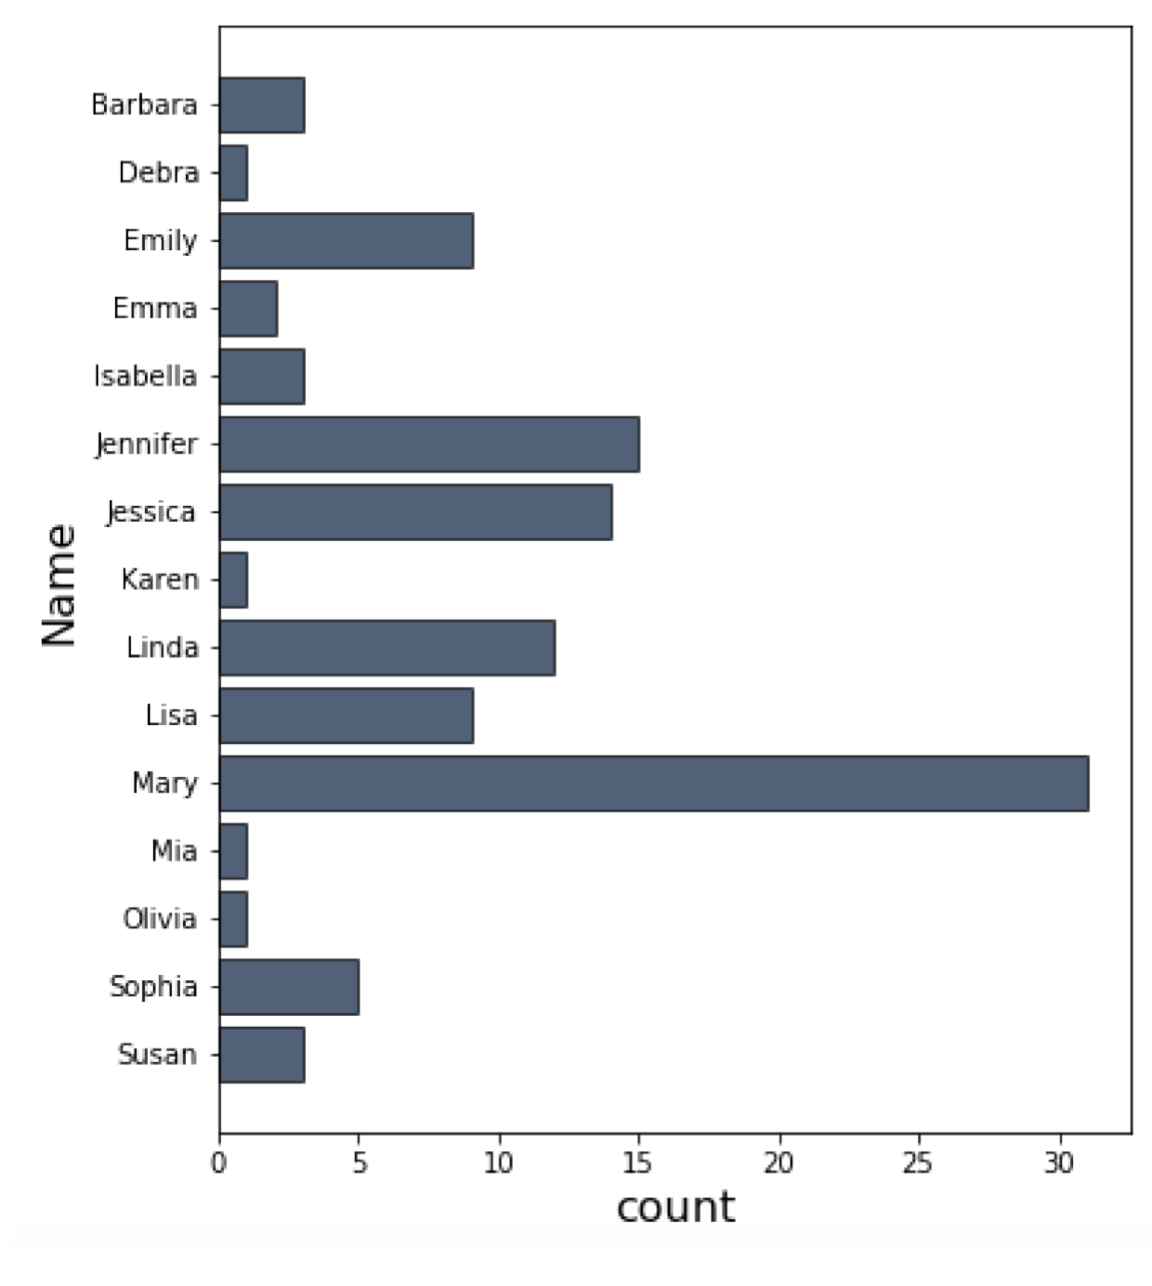 Barbara
Debra
Emily
Emma
Isabella
Jennifer
Jessica
Karen
Linda
Lisa
Mary
Mia
Olivia
Sophia
Susan
Name
0 5 10 15 20 25 30
count